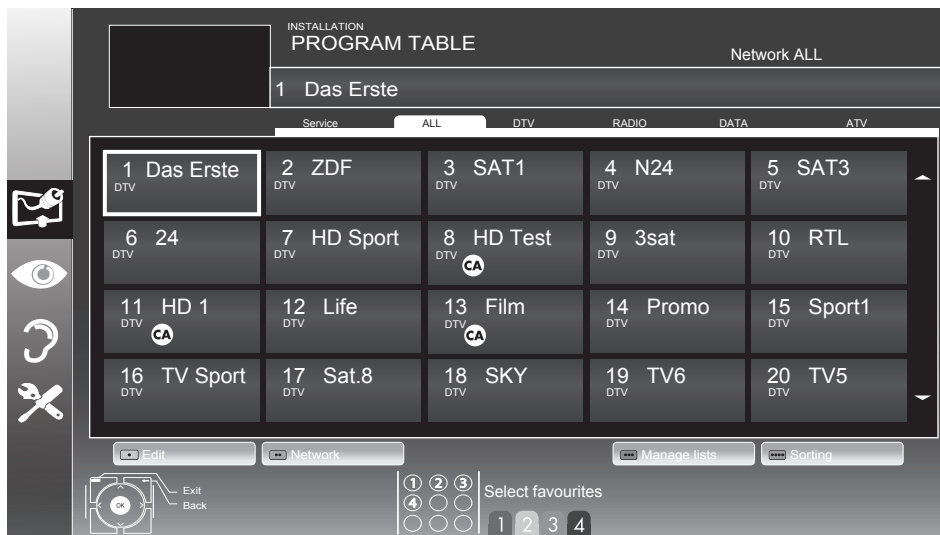 INSTALLATION
PROGRAM TABLE
Network ALL
1 Das Erste
Service ALL DTV RADIO DATA ATV
1 Das Erste 2 ZDF 3 SAT1 4 N24 5 SAT3
DTV DTV DTV DTV DTV
6 24 7 HD Sport 8 HD Test 9 3sat 10 RTL
DTV DTV DTV DTV DTV
CA
11 HD 1 12 Life 13 Film 14 Promo 15 Sport1
DTV DTV DTV DTV DTV
CA CA
16 TV Sport 17 Sat.8 18 SKY 19 TV6 20 TV5
DTV DTV DTV DTV DTV
Edit Network Manage lists Sorting
Exit
Back
OK
1 2 3
4
Select favourites
1 2 3 4